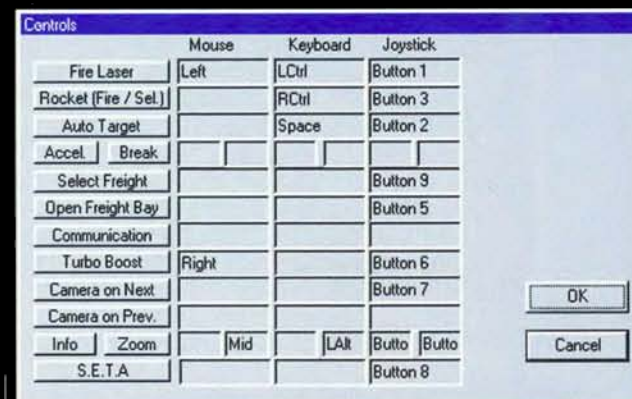 Controls
Mouse Keyboard Joystick
Fire Laser Left LCtrl Button 1
Rocket (Fire / Sel.) RCtrl Button 3
Auto Target Space Button 2
Accel. Break
Select Freight Button 9
Open Freight Bay Button 5
Communication
Turbo Boost Right Button 6
Camera on Next Button 7
Camera on Prev.
Info Zoom Mid LAlt Butto Butto
S.E.T.A Button 8
OK
Cancel